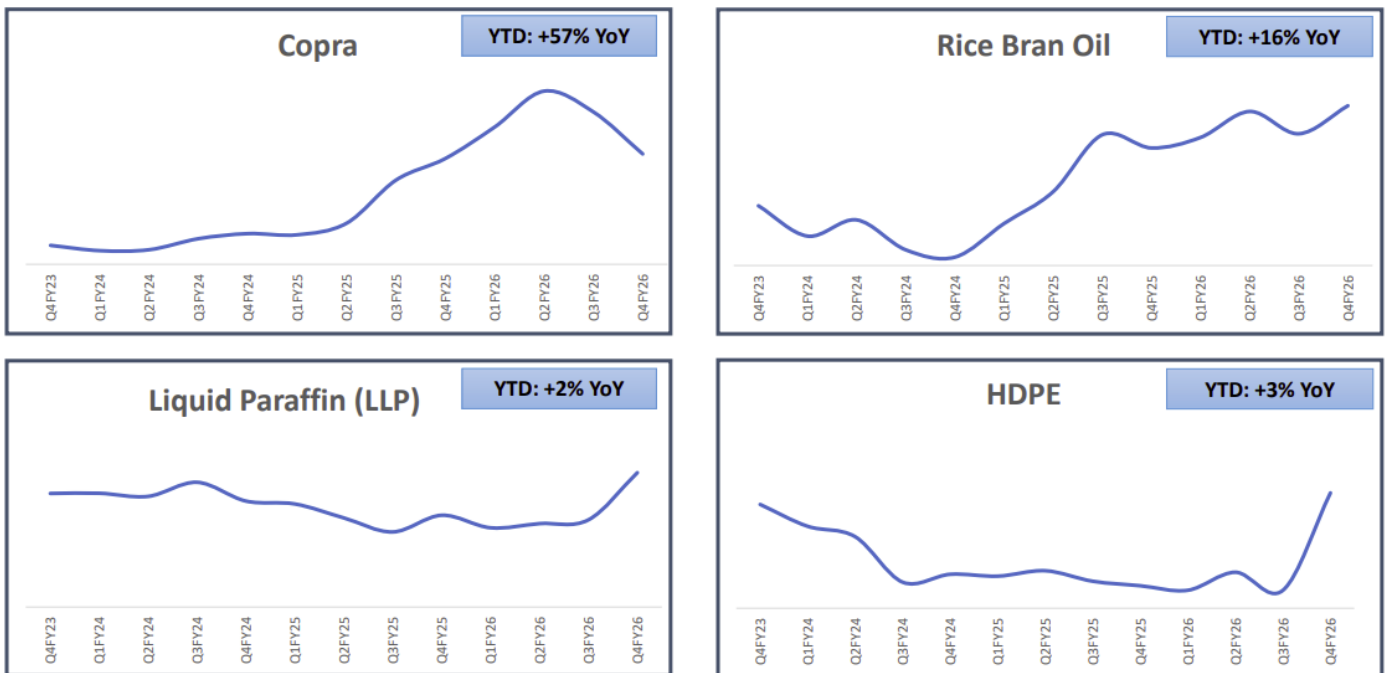 Copra
YTD: +57% YoY
Q4FY23
Q1FY24
Q2FY24
Q3FY24
Q4FY24
Q1FY25
Q2FY25
Q3FY25
Q4FY25
Q1FY26
Q2FY26
Q3FY26
Q4FY26
Rice Bran Oil
YTD: +16% YoY
Q4FY23
Q1FY24
Q2FY24
Q3FY24
Q4FY24
Q1FY25
Q2FY25
Q3FY25
Q4FY25
Q1FY26
Q2FY26
Q3FY26
Q4FY26
Liquid Paraffin (LLP)
YTD: +2% YoY
Q4FY23
Q1FY24
Q2FY24
Q3FY24
Q4FY24
Q1FY25
Q2FY25
Q3FY25
Q4FY25
Q1FY26
Q2FY26
Q3FY26
Q4FY26
HDPE
YTD: +3% YoY
Q4FY23
Q1FY24
Q2FY24
Q3FY24
Q4FY24
Q1FY25
Q2FY25
Q3FY25
Q4FY25
Q1FY26
Q2FY26
Q3FY26
Q4FY26